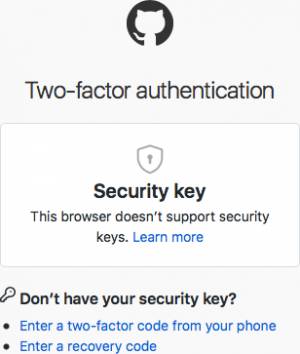 Two-factor authentication
Security key
This browser doesn't support security
keys. Learn more
Don't have your security key?
Enter a two-factor code from your phone
Enter a recovery code